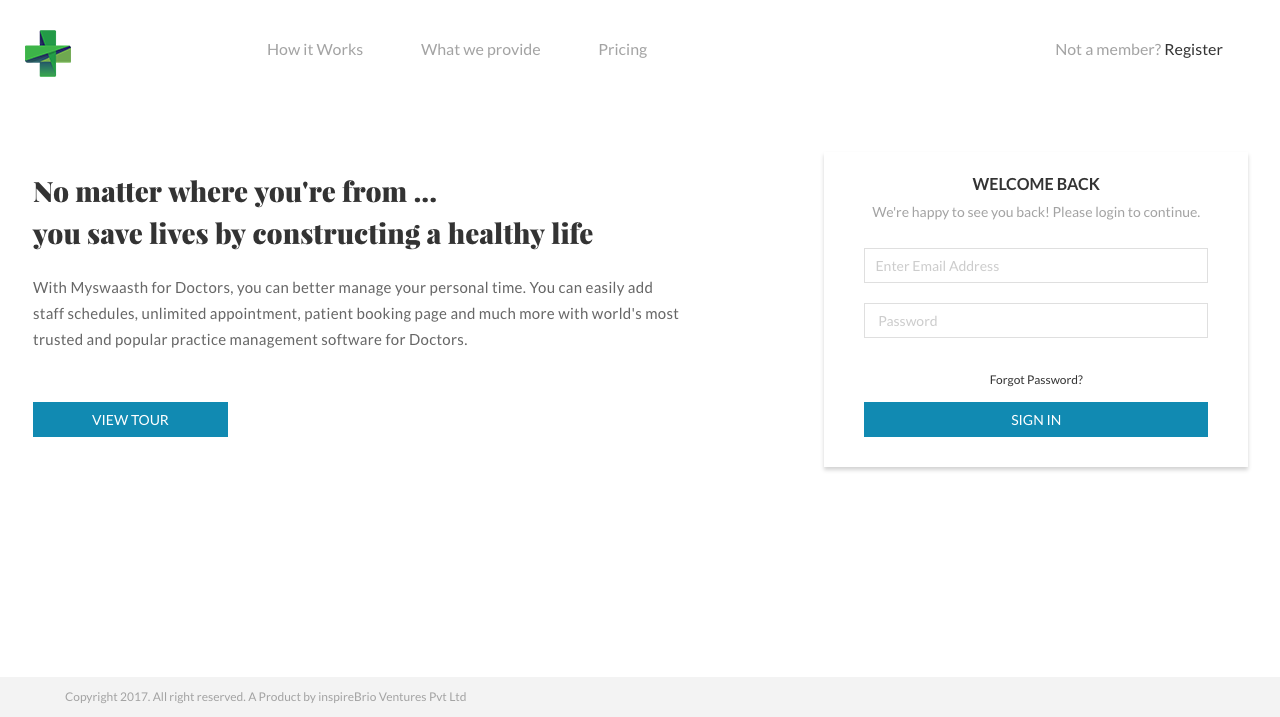 How it Works
What we provide
Pricing
Not a member? Register
No matter where you're from ...
you save lives by constructing a healthy life
With Myswaasth for Doctors, you can better manage your personal time. You can easily add
staff schedules, unlimited appointment, patient booking page and much more with world's most
trusted and popular practice management software for Doctors.
VIEW TOUR
WELCOME BACK
We're happy to see you back! Please login to continue.
Enter Email Address
Password
Forgot Password?
SIGN IN
Copyright 2017. All right reserved. A Product by inspireBrio Ventures Pvt Ltd